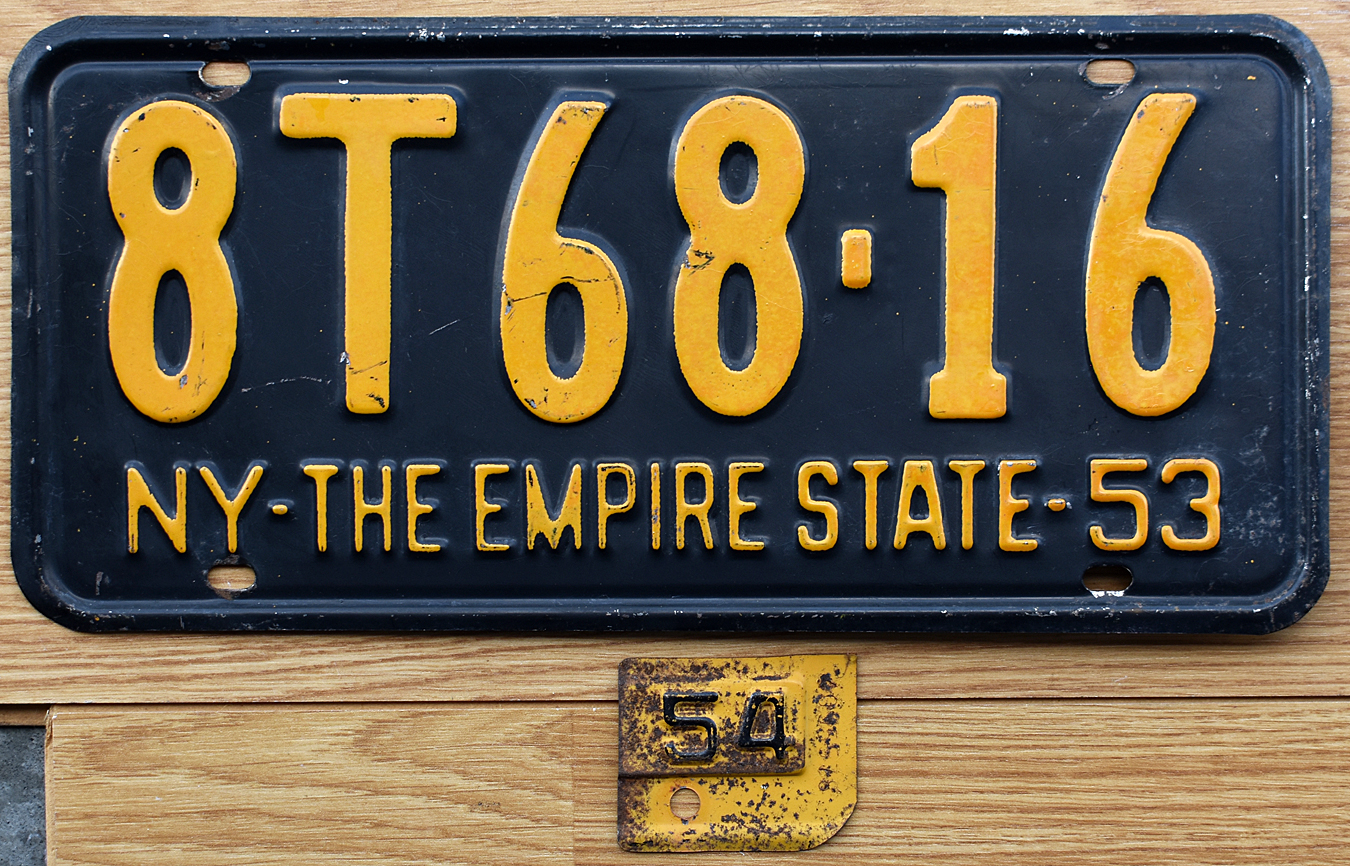 8T68-16
NY-THE EMPIRE STATE-53
54